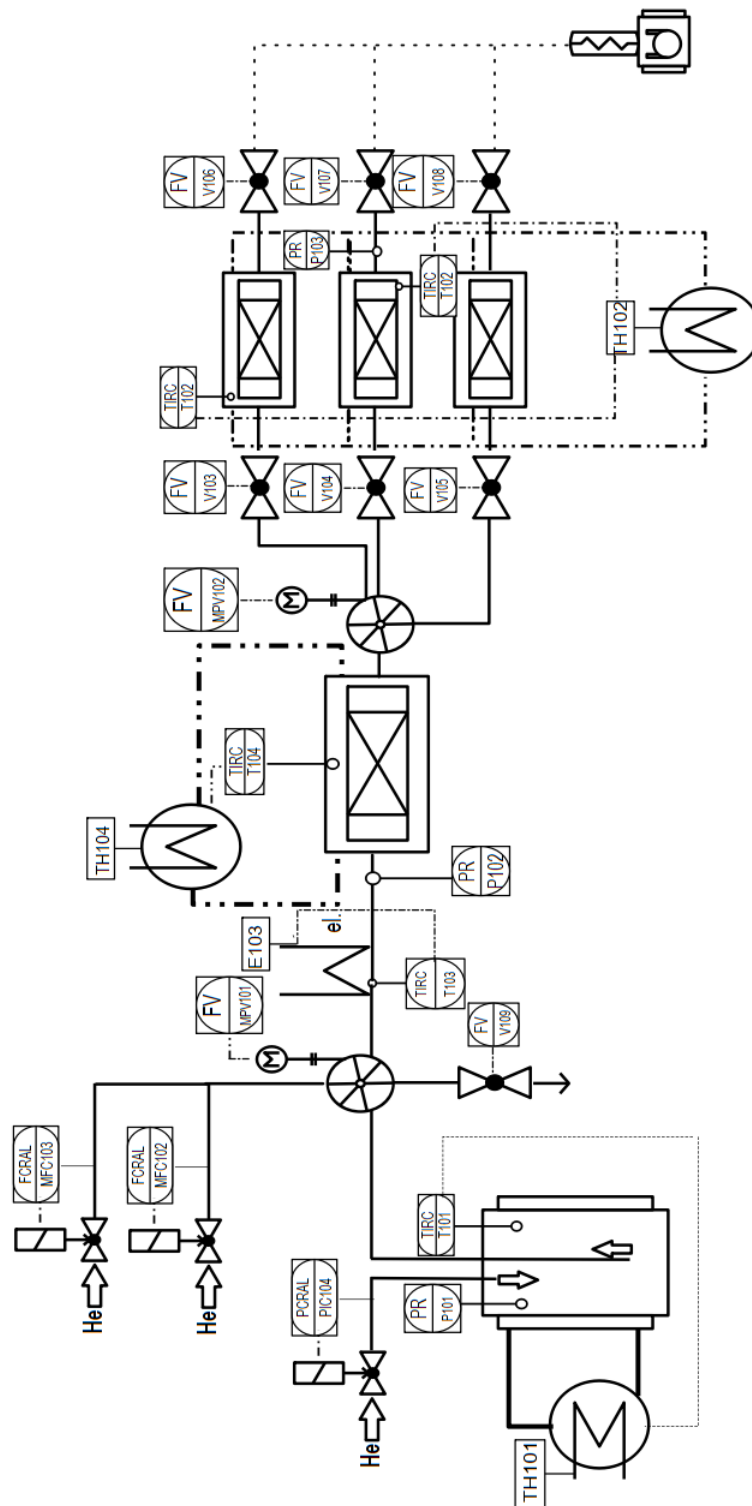 FV
V106
FV
V107
FV
V108
PR
P103
TIRC
T102
TIRC
T102
TH102
FV
V103
FV
V104
FV
V105
FV
MPV102
M
TIRC
T104
TH104
PR
P102
el.
E103
TIRC
T103
FV
MPV101
M
FV
V109
FCRAL
MFC103
FCRAL
MFC102
He
He
TIRC
T101
PCRAL
PIC104
PR
P101
He
TH101